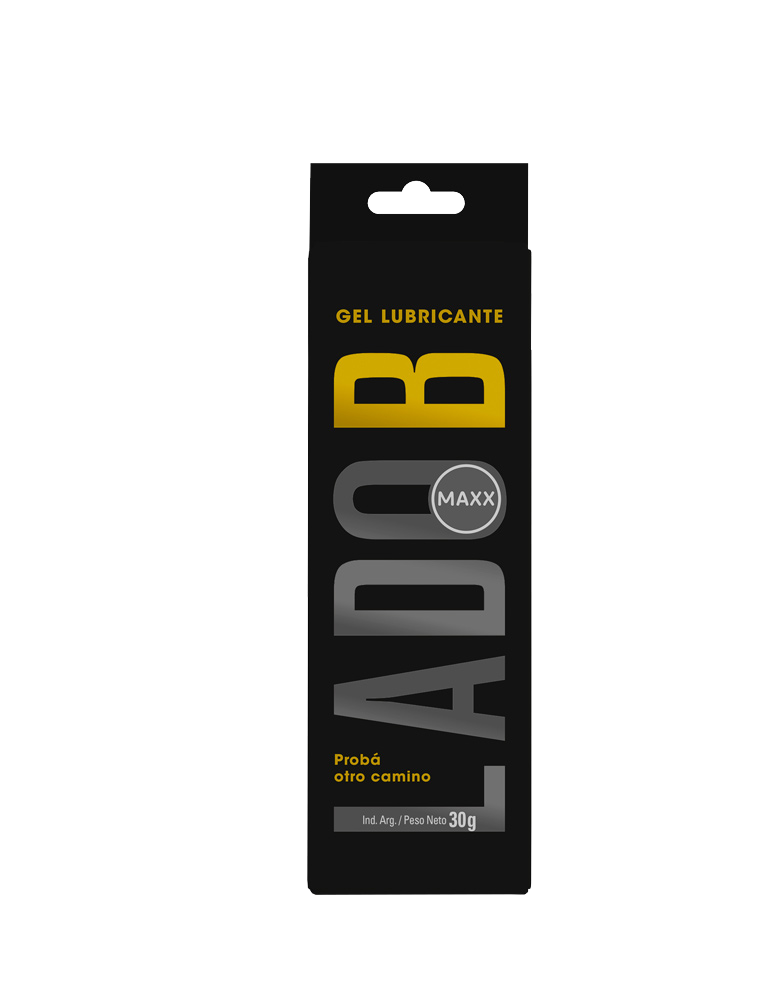 GEL LUBRICANTE
LADO B
MAXX
Probá
otro camino
Ind. Arg. / Peso Neto 30g